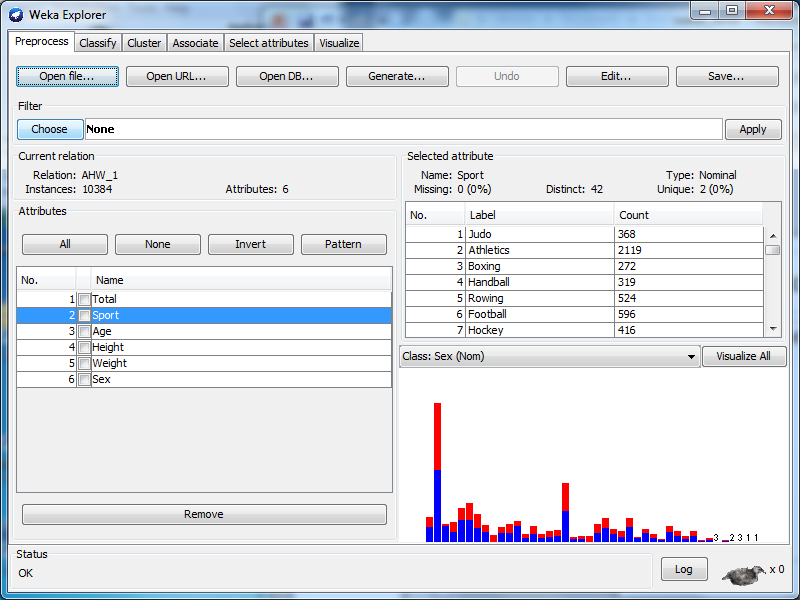 Weka Explorer
Preprocess Classify Cluster Associate Select attributes Visualize
Open file... Open URL... Open DB... Generate... Undo Edit... Save...
Filter
Choose None Apply
Current relation
Relation: AHW_1
Instances: 10384 Attributes: 6
Attributes
All None Invert Pattern
No. Name
1 Total
2 Sport
3 Age
4 Height
5 Weight
6 Sex
Remove
Selected attribute
Name: Sport Type: Nominal
Missing: 0 (0%) Distinct: 42 Unique: 2 (0%)
No. Label Count
1 Judo 368
2 Athletics 2119
3 Boxing 272
4 Handball 319
5 Rowing 524
6 Football 596
7 Hockey 416
Class: Sex (Nom) Visualize All
3 2 3 1 1
Status
OK
Log x 0